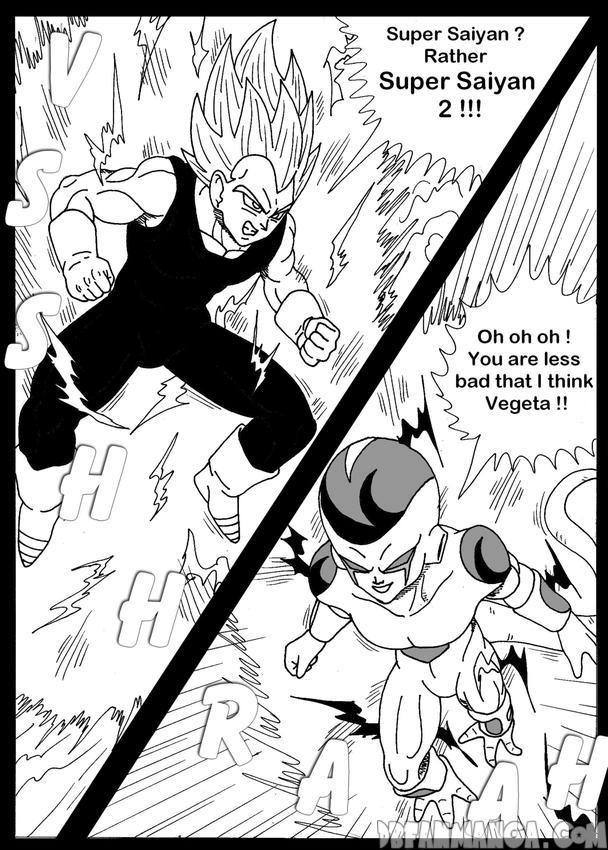 Super Saiyan ?
Rather
Super Saiyan
2 !!!
V
S
S
H
H
R
A
A
H
Oh oh oh !
You are less
bad that I think
Vegeta !!
DBFANMANGA.COM